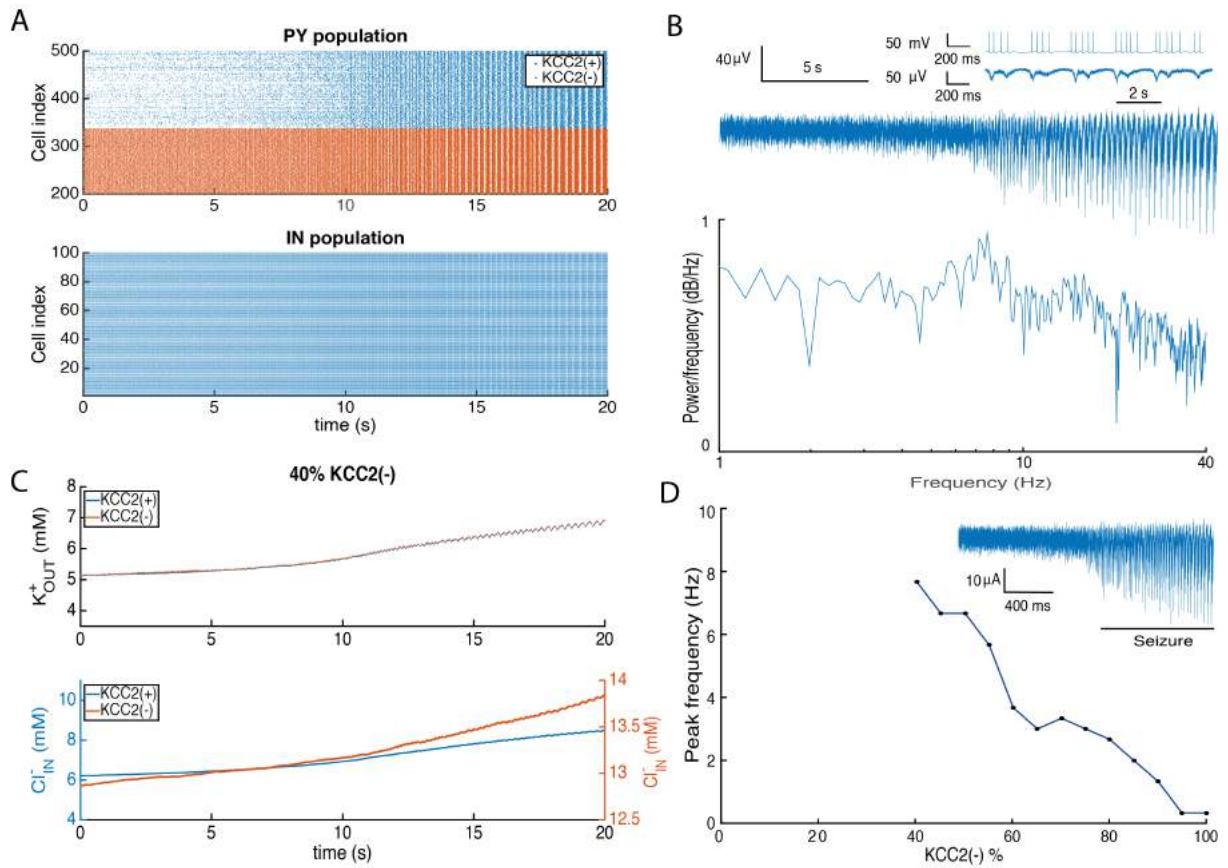 A
PY population
500
400
300
200
Cell index
KCC2(+)
KCC2(-)
0 5 10 15 20
IN population
100
80
60
40
20
Cell index
0 5 10 15 20
time (s)
B
40 μV
5 s
50 mV
200 ms
50 μV
200 ms
2 s
1
Power/frequency (dB/Hz)
0
1 10 40
Frequency (Hz)
C
40% KCC2(-)
8
7
6
5
4
K+OUT (mM)
KCC2(+)
KCC2(-)
0 5 10 15 20
10
8
6
4
Cl-IN (mM)
KCC2(+)
KCC2(-)
14
13.5
13
12.5
Cl-IN (mM)
0 5 10 15 20
time (s)
D
10
8
6
4
2
0
Peak frequency (Hz)
10 μA
400 ms
Seizure
0 20 40 60 80 100
KCC2(-) %